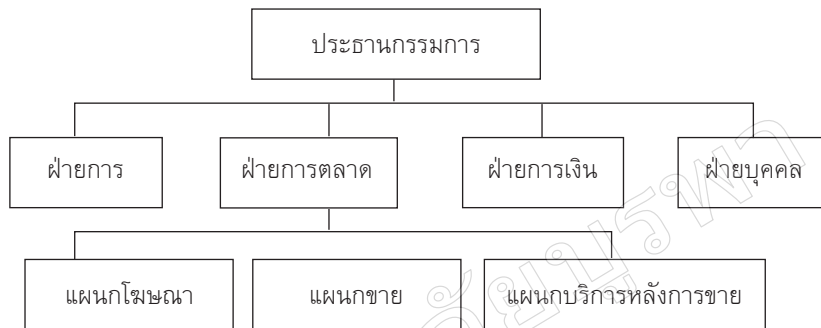 ประธานกรรมการ
ฝ่ายการ ฝ่ายการตลาด ฝ่ายการเงิน ฝ่ายบุคคล
แผนกโฆษณา แผนกขาย แผนกบริการหลังการขาย